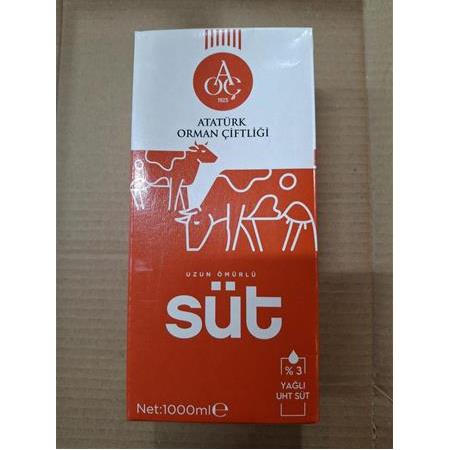 AOÇ
1925
ATATÜRK
ORMAN ÇİFTLİĞİ
UZUN ÖMÜRLÜ
süt
% 3
YAĞLI
UHT SÜT
Net:1000ml℮